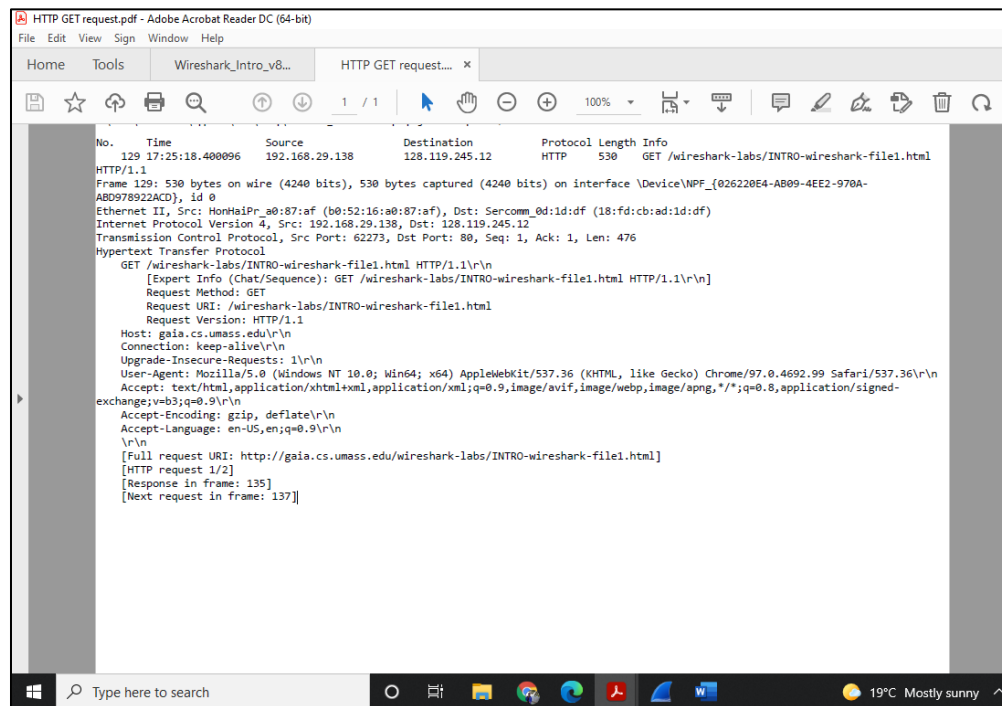 HTTP GET request.pdf - Adobe Acrobat Reader DC (64-bit)
File Edit View Sign Window Help
Home Tools Wireshark_Intro_v8... HTTP GET request.... ×
1 / 1 100%
No. Time Source Destination Protocol Length Info
129 17:25:18.400096 192.168.29.138 128.119.245.12 HTTP 530 GET /wireshark-labs/INTRO-wireshark-file1.html
HTTP/1.1
Frame 129: 530 bytes on wire (4240 bits), 530 bytes captured (4240 bits) on interface \Device\NPF_{026220E4-AB09-4EE2-970A-
ABD978922ACD}, id 0
Ethernet II, Src: HonHaiPr_a0:87:af (b0:52:16:a0:87:af), Dst: Sercomm_0d:1d:df (18:fd:cb:ad:1d:df)
Internet Protocol Version 4, Src: 192.168.29.138, Dst: 128.119.245.12
Transmission Control Protocol, Src Port: 62273, Dst Port: 80, Seq: 1, Ack: 1, Len: 476
Hypertext Transfer Protocol
GET /wireshark-labs/INTRO-wireshark-file1.html HTTP/1.1\r\n
[Expert Info (Chat/Sequence): GET /wireshark-labs/INTRO-wireshark-file1.html HTTP/1.1\r\n]
Request Method: GET
Request URI: /wireshark-labs/INTRO-wireshark-file1.html
Request Version: HTTP/1.1
Host: gaia.cs.umass.edu\r\n
Connection: keep-alive\r\n
Upgrade-Insecure-Requests: 1\r\n
User-Agent: Mozilla/5.0 (Windows NT 10.0; Win64; x64) AppleWebKit/537.36 (KHTML, like Gecko) Chrome/97.0.4692.99 Safari/537.36\r\n
Accept: text/html,application/xhtml+xml,application/xml;q=0.9,image/avif,image/webp,image/apng,*/*;q=0.8,application/signed-
exchange;v=b3;q=0.9\r\n
Accept-Encoding: gzip, deflate\r\n
Accept-Language: en-US,en;q=0.9\r\n
\r\n
[Full request URI: http://gaia.cs.umass.edu/wireshark-labs/INTRO-wireshark-file1.html]
[HTTP request 1/2]
[Response in frame: 135]
[Next request in frame: 137]
Type here to search 19°C Mostly sunny